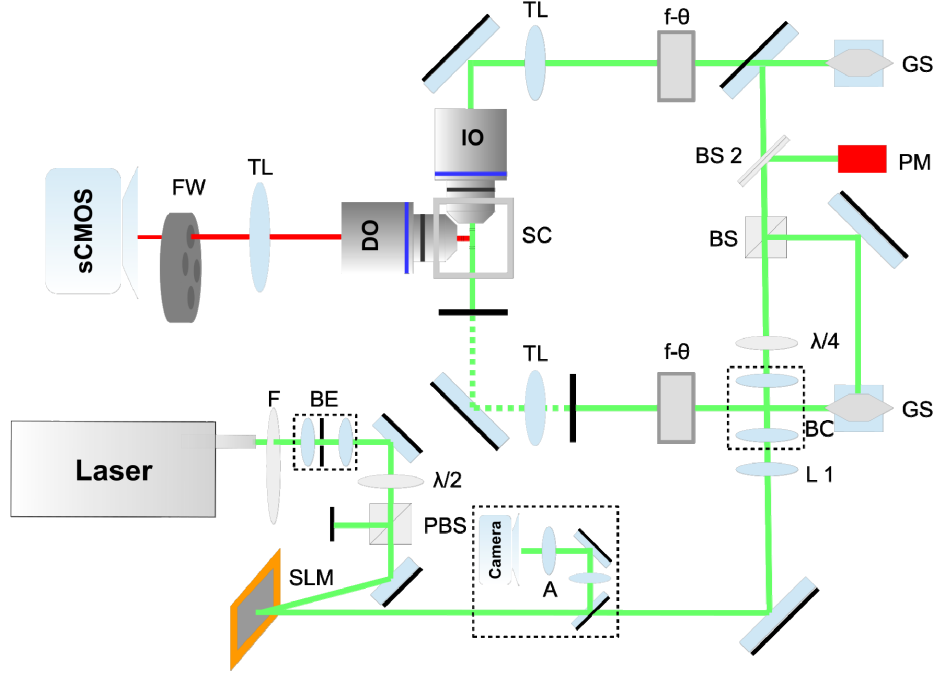 TL
f-θ
GS
IO
BS 2
PM
sCMOS
FW
TL
DO
SC
BS
λ/4
TL
f-θ
GS
BC
F
BE
Laser
λ/2
L 1
PBS
Camera
A
SLM